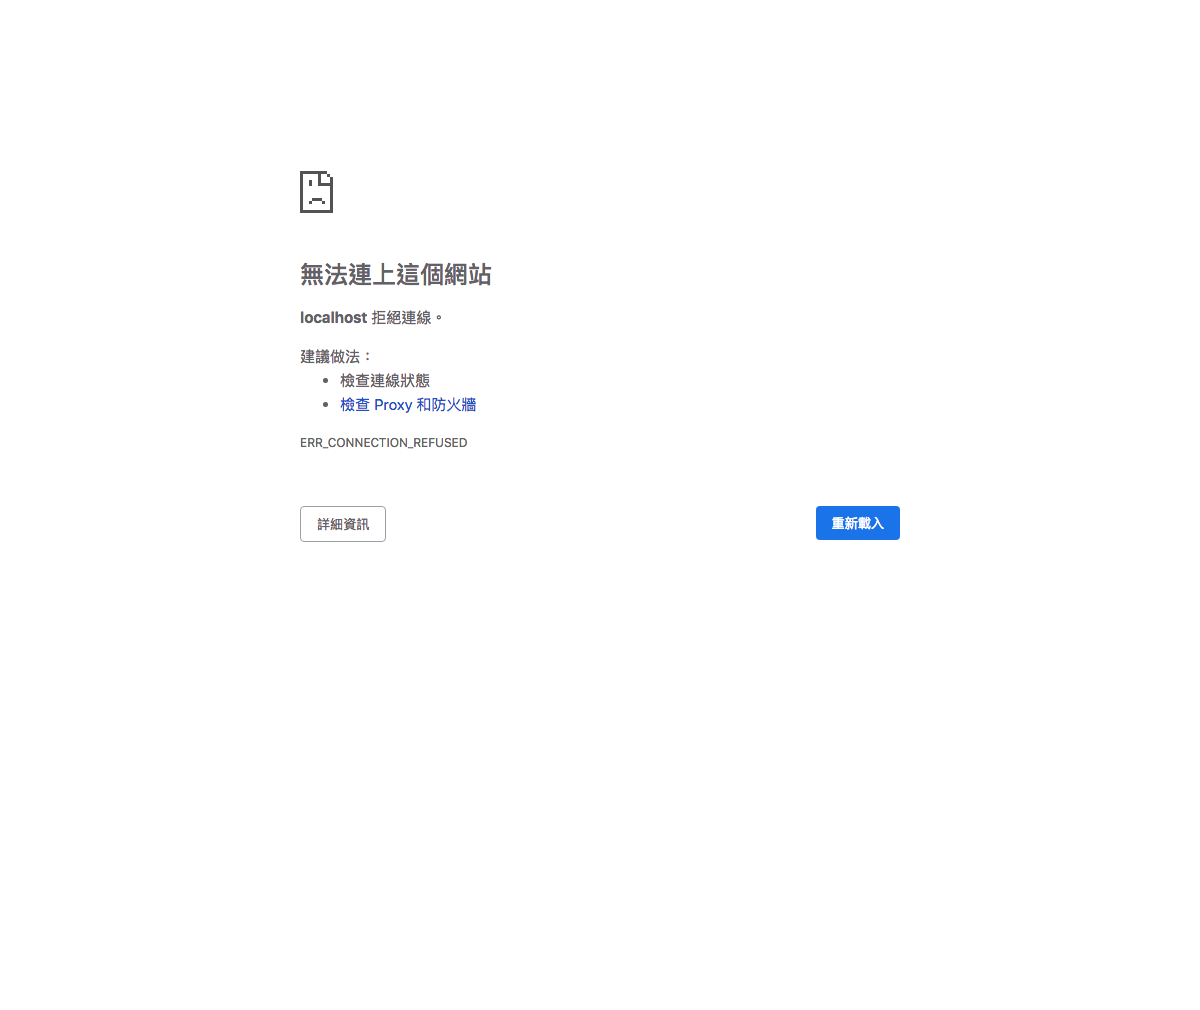 無法連上這個網站
localhost 拒絕連線。
建議做法：
檢查連線狀態
檢查 Proxy 和防火牆
ERR_CONNECTION_REFUSED
詳細資訊
重新載入